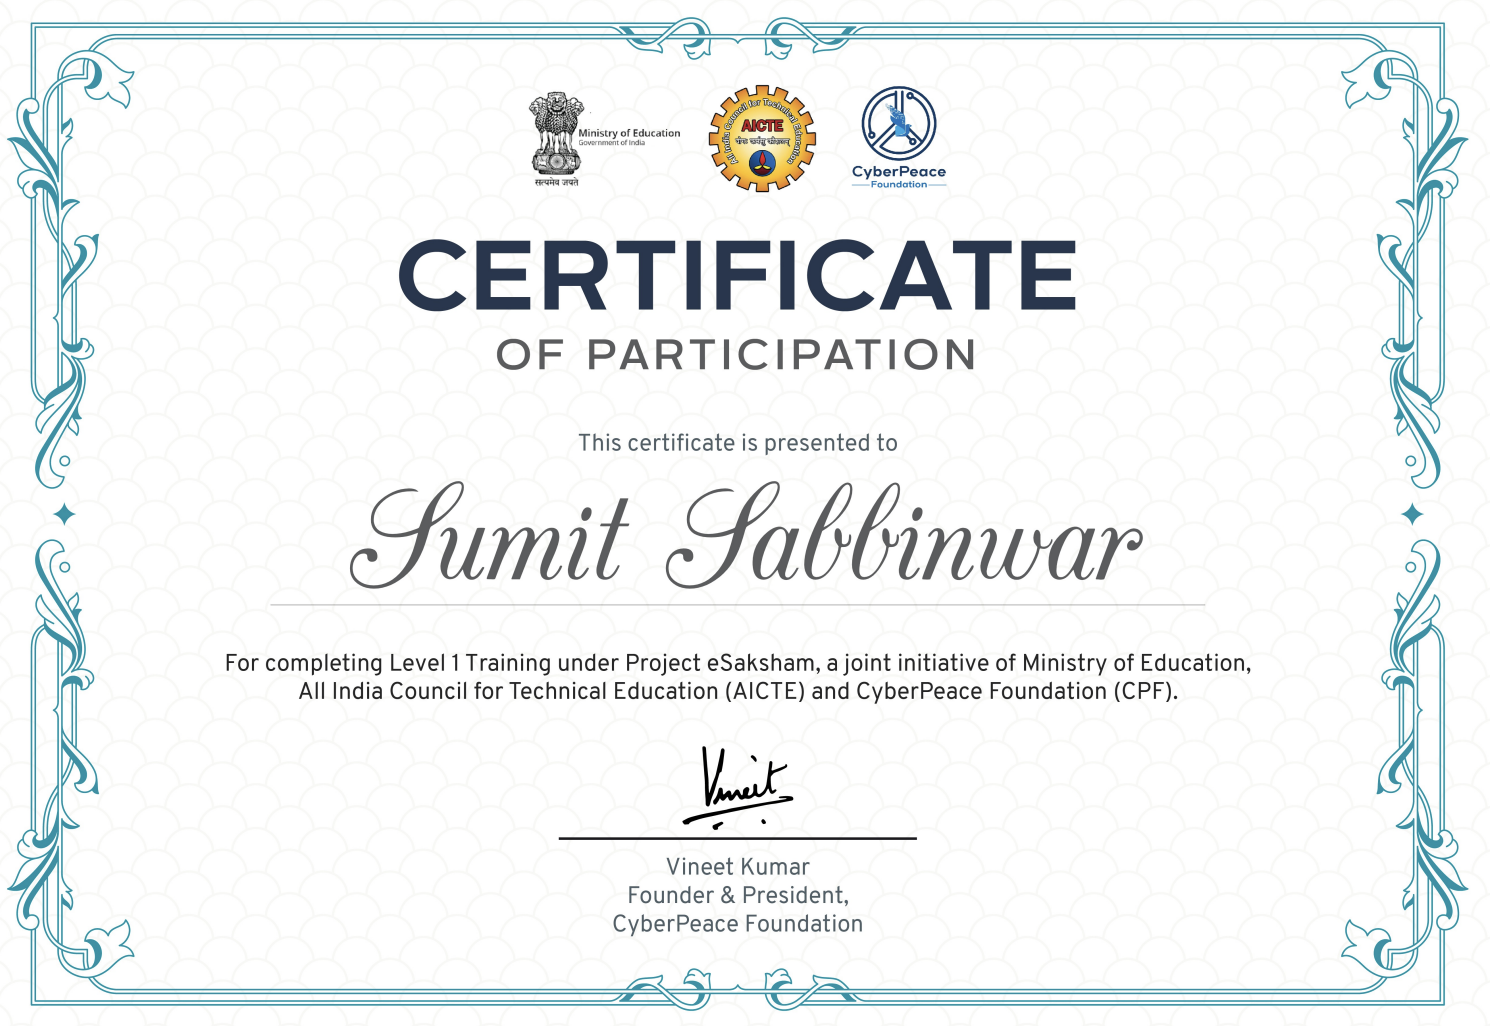 सत्यमेव जयते
Ministry of Education
Government of India
All India Council for Technical Education
AICTE
योगः कर्मसु कौशलम्
CyberPeace
Foundation
CERTIFICATE
OF PARTICIPATION
This certificate is presented to
Sumit Sabbinwar
For completing Level 1 Training under Project eSaksham, a joint initiative of Ministry of Education,
All India Council for Technical Education (AICTE) and CyberPeace Foundation (CPF).
Vineet
Vineet Kumar
Founder & President,
CyberPeace Foundation